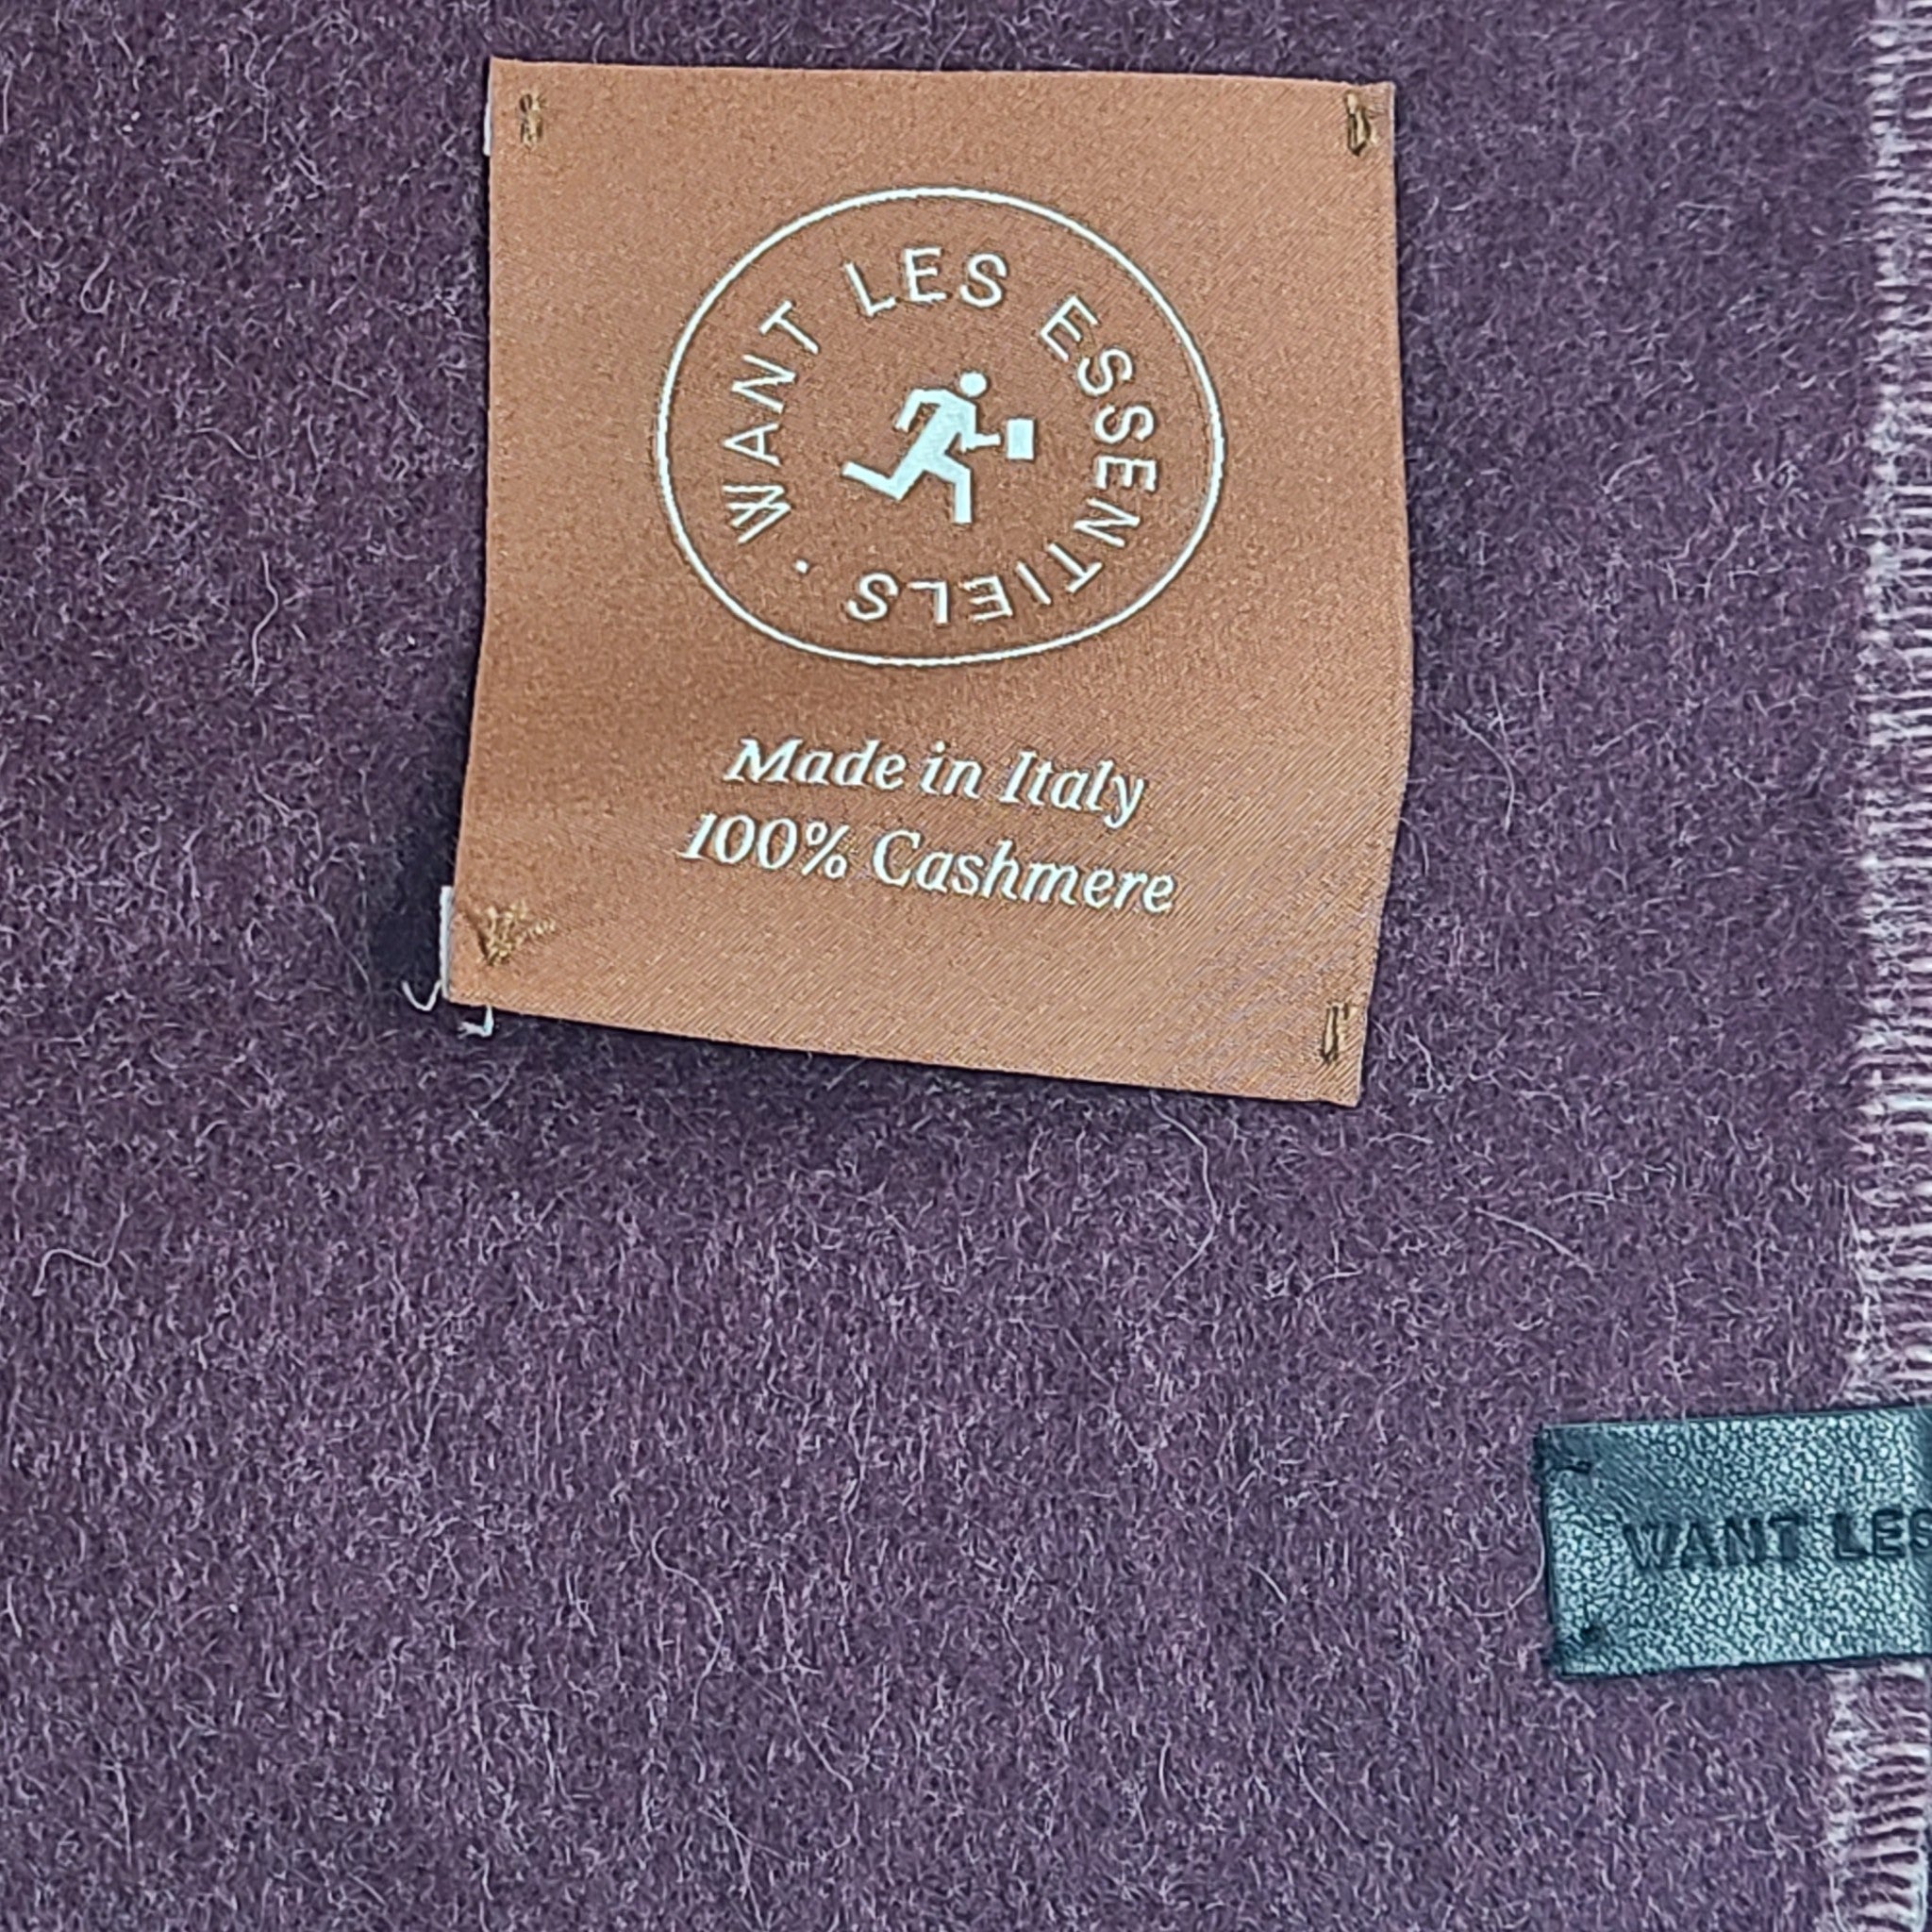 WANT LES ESSENTIELS •
Made in Italy
100% Cashmere
WANT LES